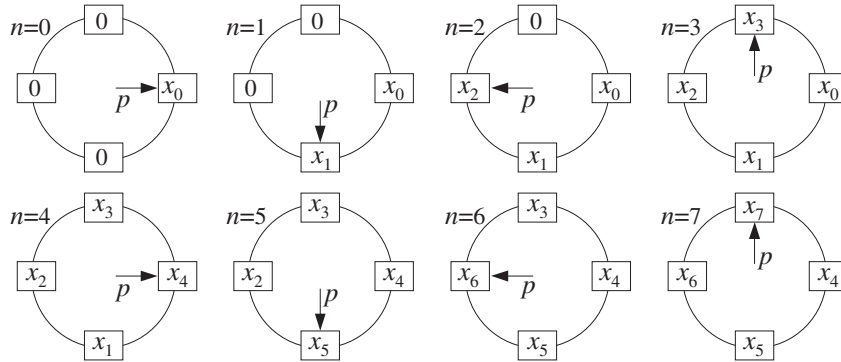 n=0 0 0 p x₀ 0
n=1 0 0 p x₀ x₁
n=2 0 x₂ p x₀ x₁
n=3 x₃ x₂ p x₀ x₁
n=4 x₃ x₂ p x₄ x₁
n=5 x₃ x₂ p x₄ x₅
n=6 x₃ x₆ p x₄ x₅
n=7 x₇ x₆ p x₄ x₅